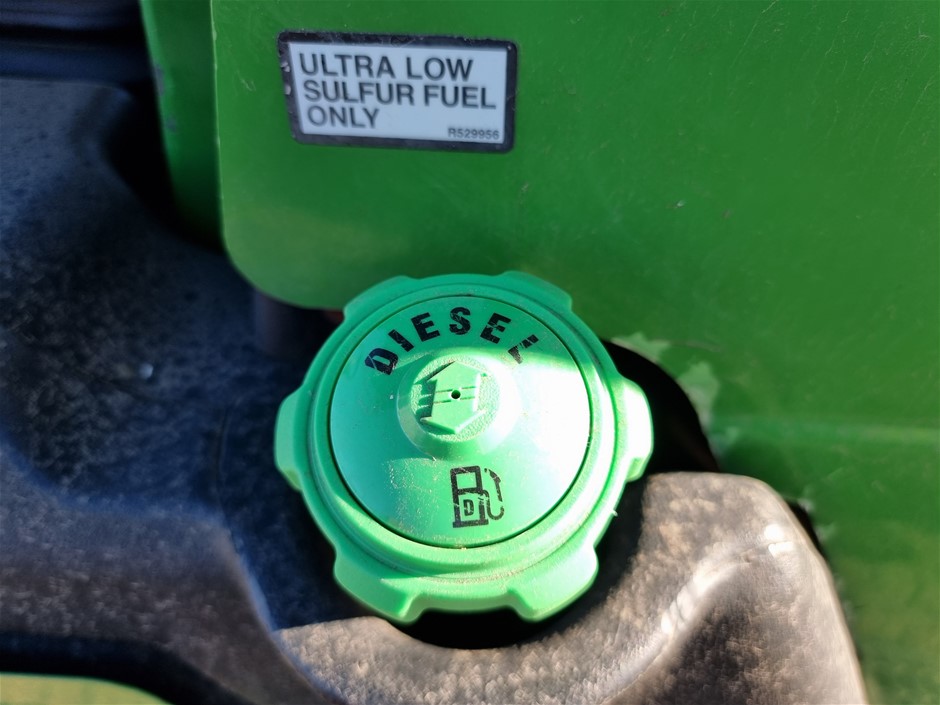 ULTRA LOW
SULFUR FUEL
ONLY
R529956
DIESEL
D